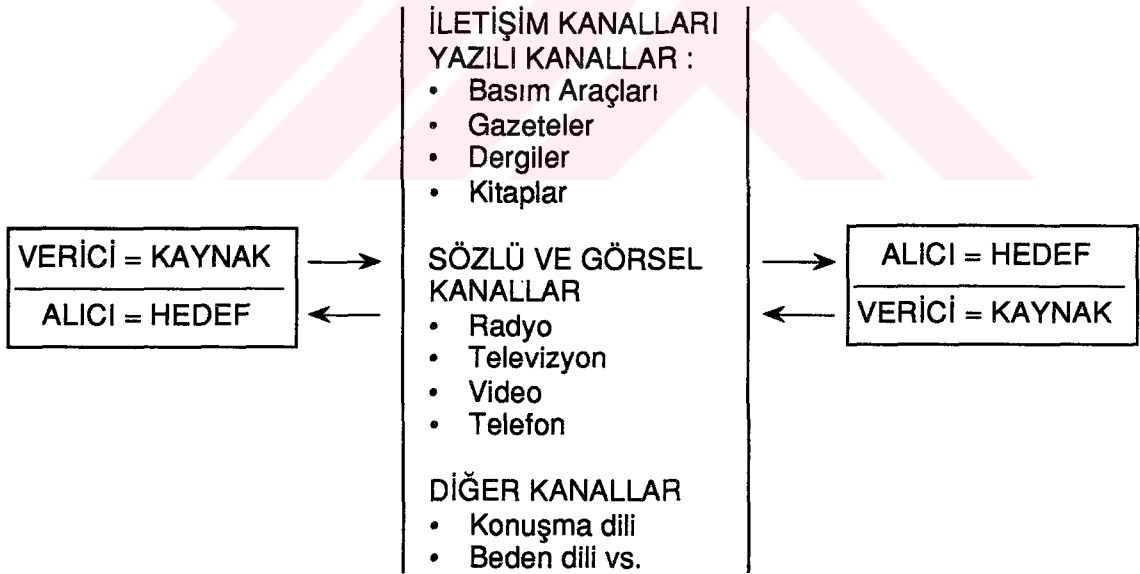 İLETİŞİM KANALLARI
YAZILI KANALLAR :
• Basım Araçları
• Gazeteler
• Dergiler
• Kitaplar
VERİCİ = KAYNAK
ALICI = HEDEF
SÖZLÜ VE GÖRSEL
KANALLAR
• Radyo
• Televizyon
• Video
• Telefon
DİĞER KANALLAR
• Konuşma dili
• Beden dili vs.
ALICI = HEDEF
VERİCİ = KAYNAK